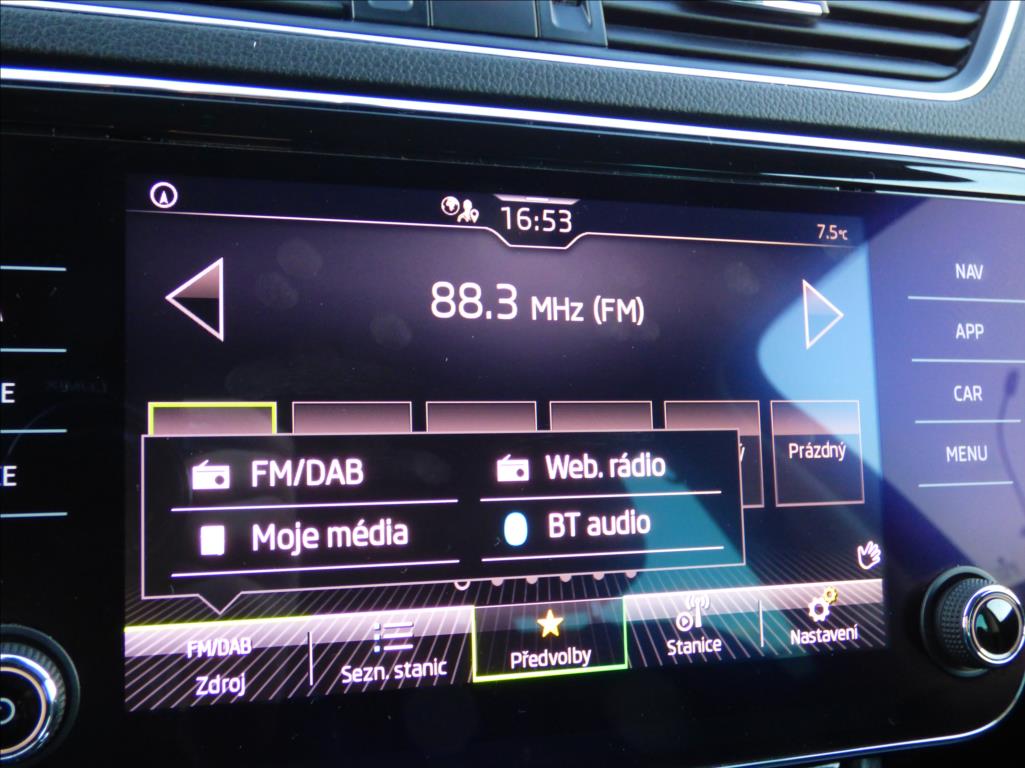 16:53
7.5°C
88.3 MHz (FM)
NAV
APP
CAR
MENU
Prázdný
FM/DAB
Web. rádio
Moje média
BT audio
FM/DAB
Zdroj
Sezn. stanic
Předvolby
Stanice
Nastavení